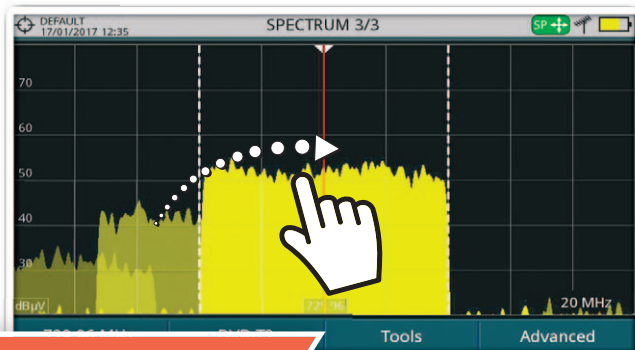 DEFAULT
17/01/2017 12:35
SPECTRUM 3/3
SP
70
60
50
40
30
dBµV
20 MHz
Tools
Advanced